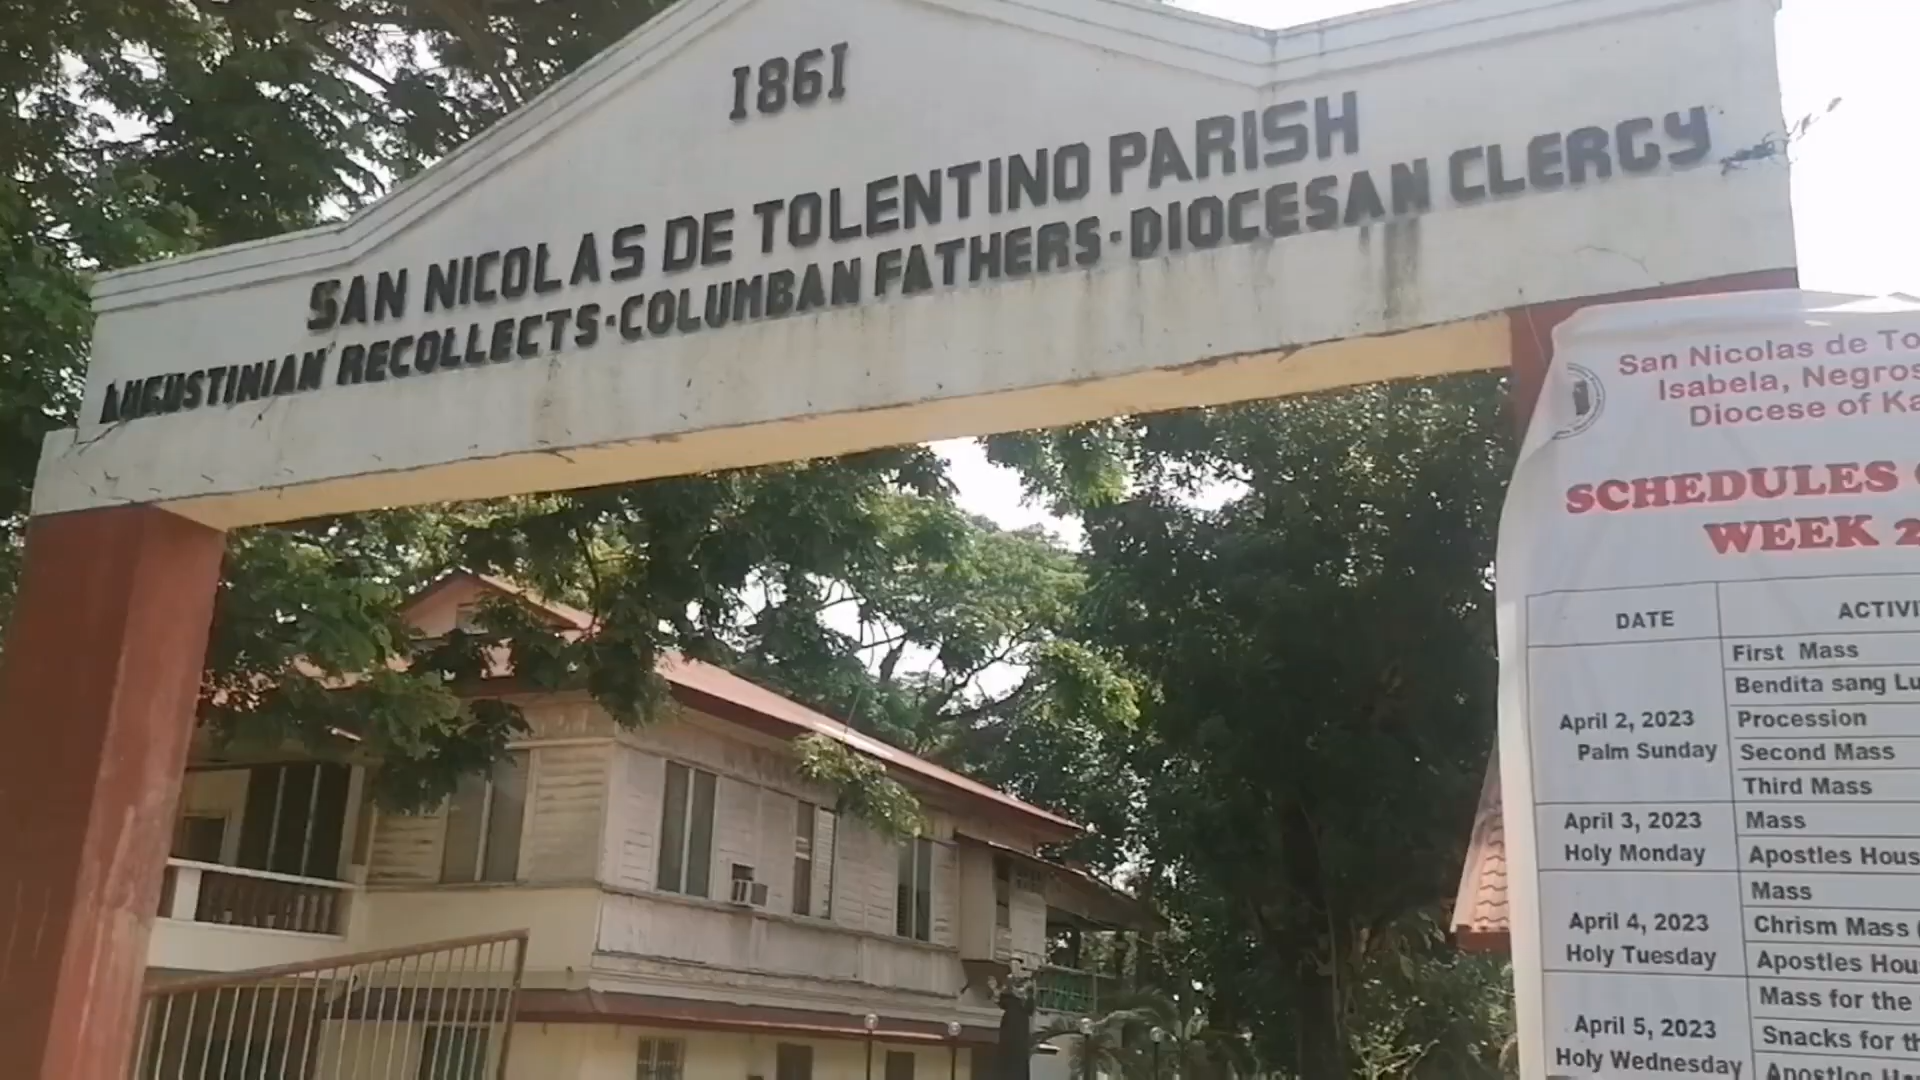 1861
SAN NICOLAS DE TOLENTINO PARISH
AUGUSTINIAN RECOLLECTS·COLUMBAN FATHERS·DIOCESAN CLERGY
San Nicolas de To
Isabela, Negros
Diocese of Ka
SCHEDULES
WEEK 2
DATE
ACTIVI
April 2, 2023
Palm Sunday
First Mass
Bendita sang Lu
Procession
Second Mass
Third Mass
April 3, 2023
Holy Monday
Mass
Apostles Hous
April 4, 2023
Holy Tuesday
Mass
Chrism Mass (
Apostles Hou
April 5, 2023
Holy Wednesday
Mass for the
Snacks for th